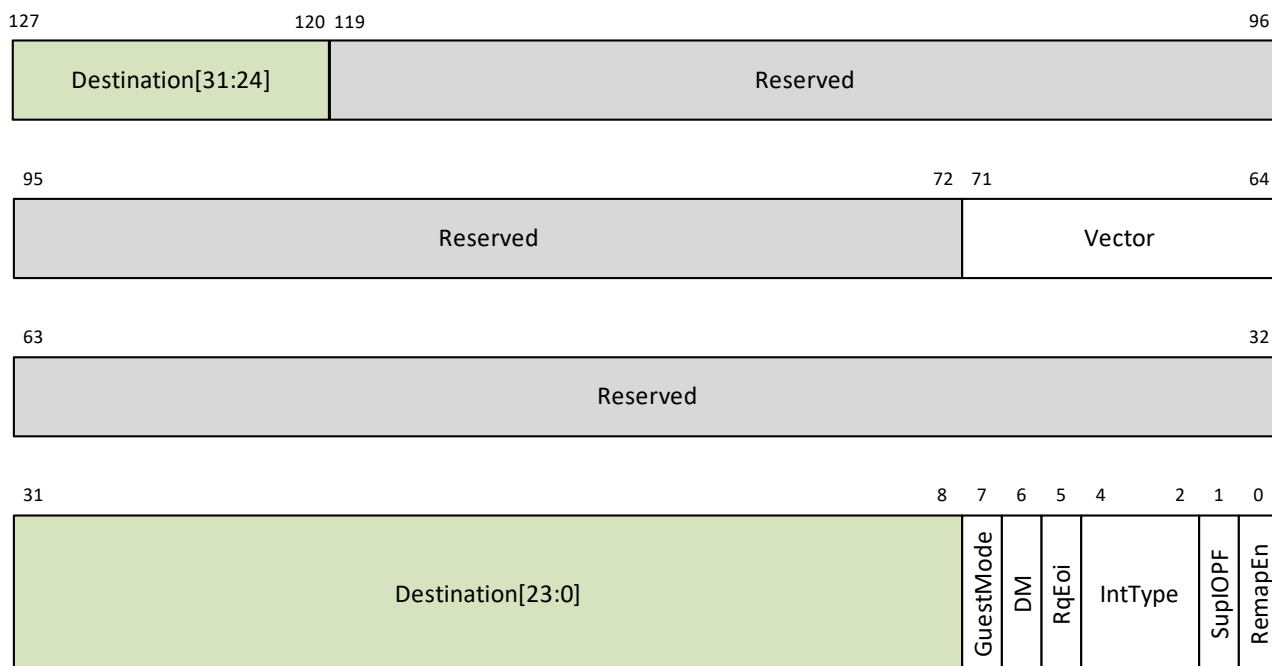 127 120 119 96
Destination[31:24] Reserved
95 72 71 64
Reserved Vector
63 32
Reserved
31 8 7 6 5 4 2 1 0
Destination[23:0] GuestMode DM RqEoi IntType SupIOPF RemapEn